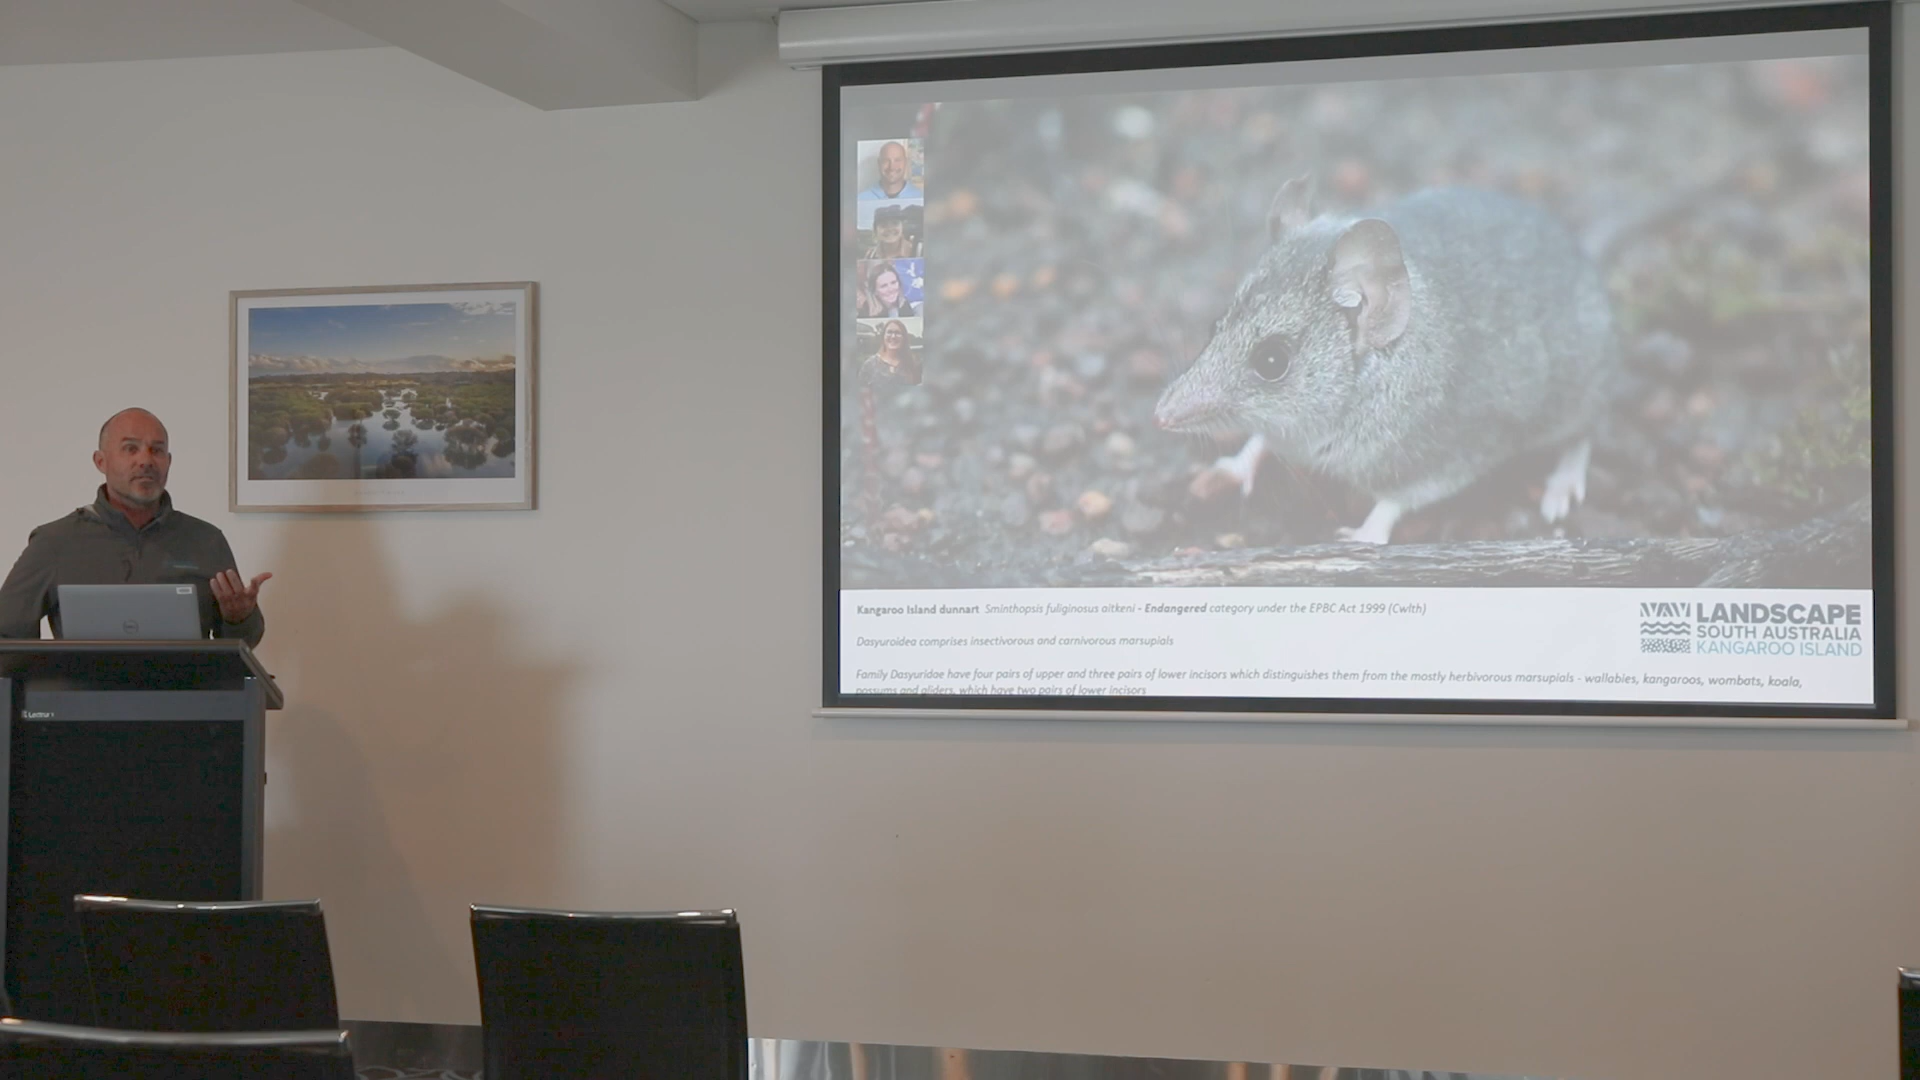 Kangaroo Island dunnart Sminthopsis fuliginosus aitkeni - Endangered category under the EPBC Act 1999 (Cwlth)
Dasyuroidea comprises insectivorous and carnivorous marsupials
Family Dasyuridae have four pairs of upper and three pairs of lower incisors which distinguishes them from the mostly herbivorous marsupials - wallabies, kangaroos, wombats, koala,
possums and gliders, which have two pairs of lower incisors
LANDSCAPE
SOUTH AUSTRALIA
KANGAROO ISLAND
DELL